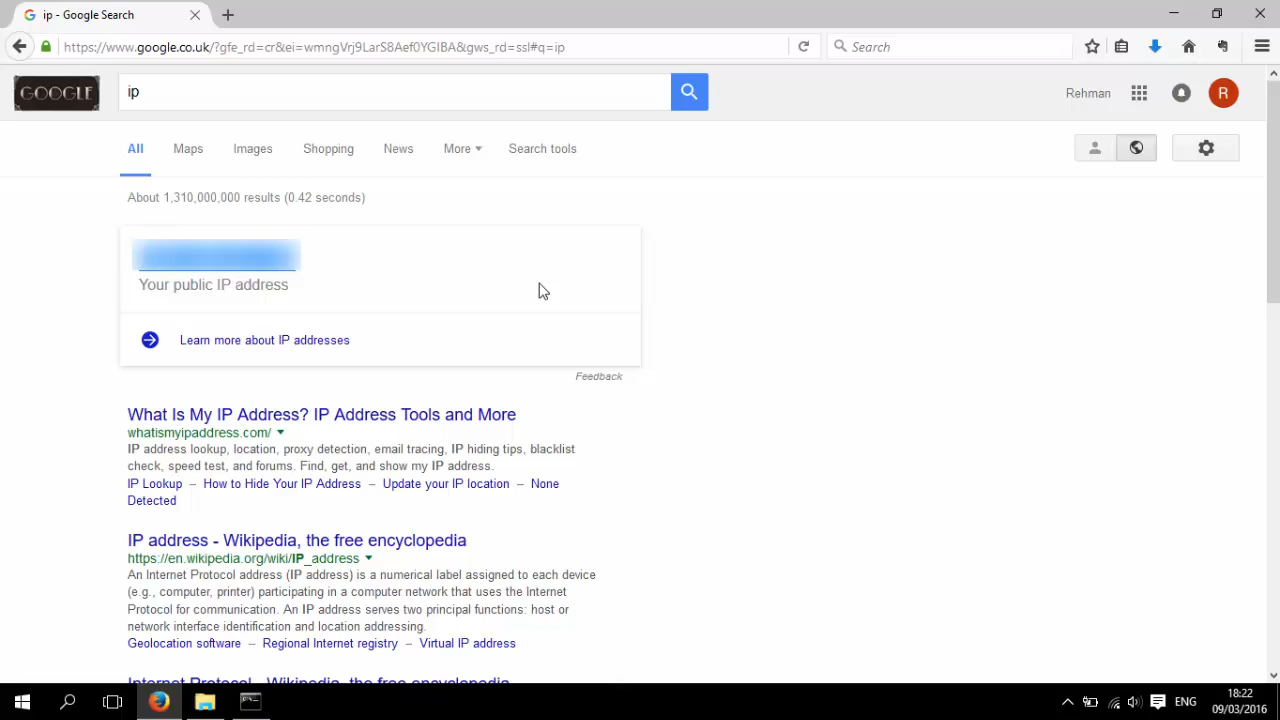 ip - Google Search
https://www.google.co.uk/?gfe_rd=cr&ei=wmngVrj9LarS8Aef0YGIBA&gws_rd=ssl#q=ip
Search
GOOGLE
ip
Rehman
R
All Maps Images Shopping News More Search tools
About 1,310,000,000 results (0.42 seconds)
Your public IP address
Learn more about IP addresses
Feedback
What Is My IP Address? IP Address Tools and More
whatismyipaddress.com/
IP address lookup, location, proxy detection, email tracing, IP hiding tips, blacklist
check, speed test, and forums. Find, get, and show my IP address.
IP Lookup – How to Hide Your IP Address – Update your IP location – None
Detected
IP address - Wikipedia, the free encyclopedia
https://en.wikipedia.org/wiki/IP_address
An Internet Protocol address (IP address) is a numerical label assigned to each device
(e.g., computer, printer) participating in a computer network that uses the Internet
Protocol for communication. An IP address serves two principal functions: host or
network interface identification and location addressing.
Geolocation software – Regional Internet registry – Virtual IP address
Internet Protocol - Wikipedia, the free encyclopedia
ENG
18:22
09/03/2016